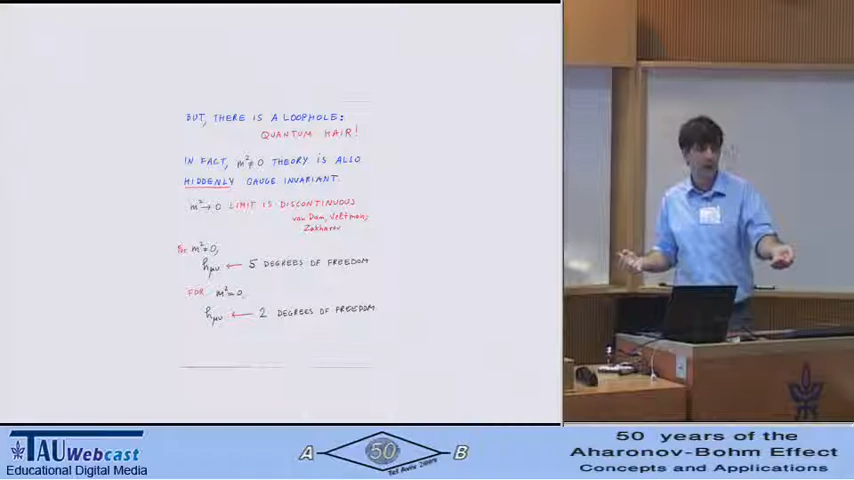 BUT, THERE IS A LOOPHOLE:
QUANTUM HAIR!
IN FACT, m²≠0 THEORY IS ALSO
HIDDENLY GAUGE INVARIANT.
m²→0 LIMIT IS DISCONTINUOUS
van Dam, Veltman;
Zakharov
FOR m²≠0,
hμν ← 5 DEGREES OF FREEDOM
FOR m²=0
hμν ← 2 DEGREES OF FREEDOM
TAU Webcast
Educational Digital Media
A 50 B
Tel Aviv 2009
50 years of the
Aharonov-Bohm Effect
Concepts and Applications